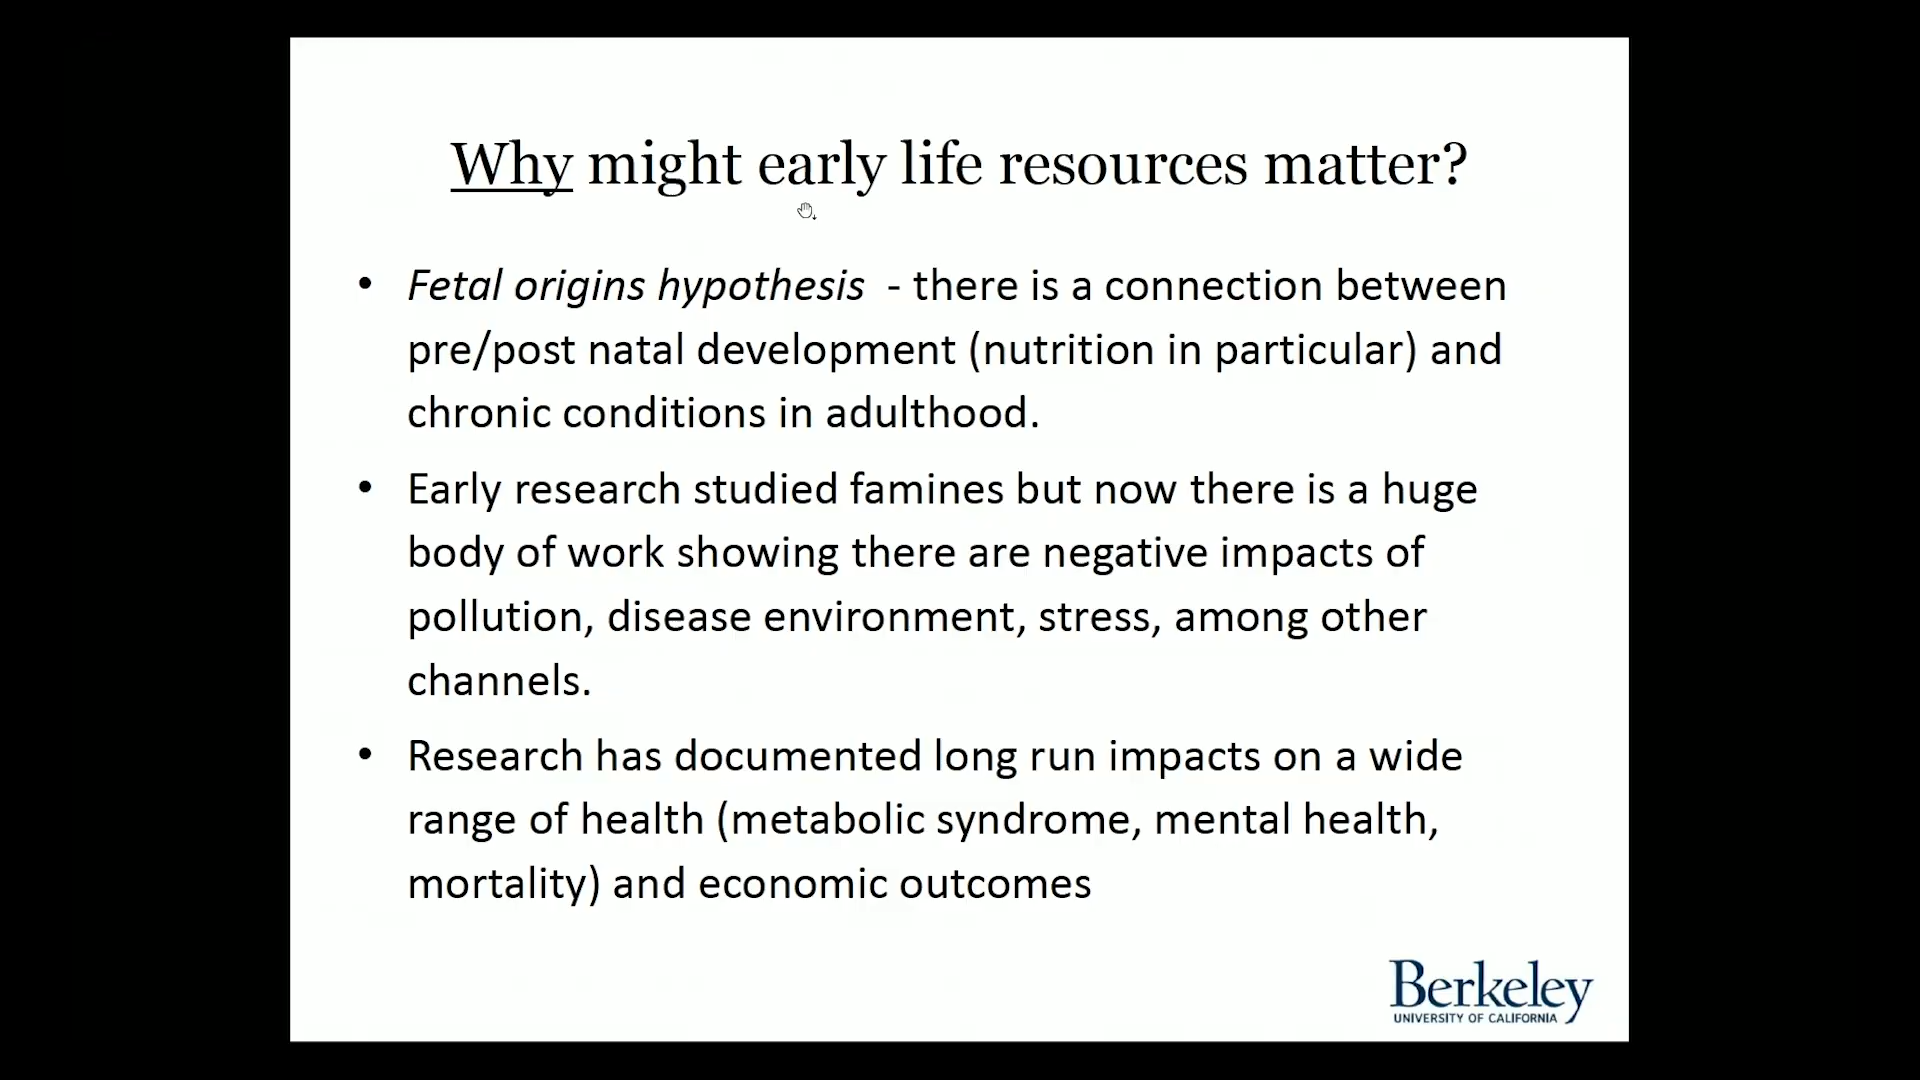 Why might early life resources matter?
• Fetal origins hypothesis - there is a connection between
pre/post natal development (nutrition in particular) and
chronic conditions in adulthood.
• Early research studied famines but now there is a huge
body of work showing there are negative impacts of
pollution, disease environment, stress, among other
channels.
• Research has documented long run impacts on a wide
range of health (metabolic syndrome, mental health,
mortality) and economic outcomes
Berkeley
UNIVERSITY OF CALIFORNIA